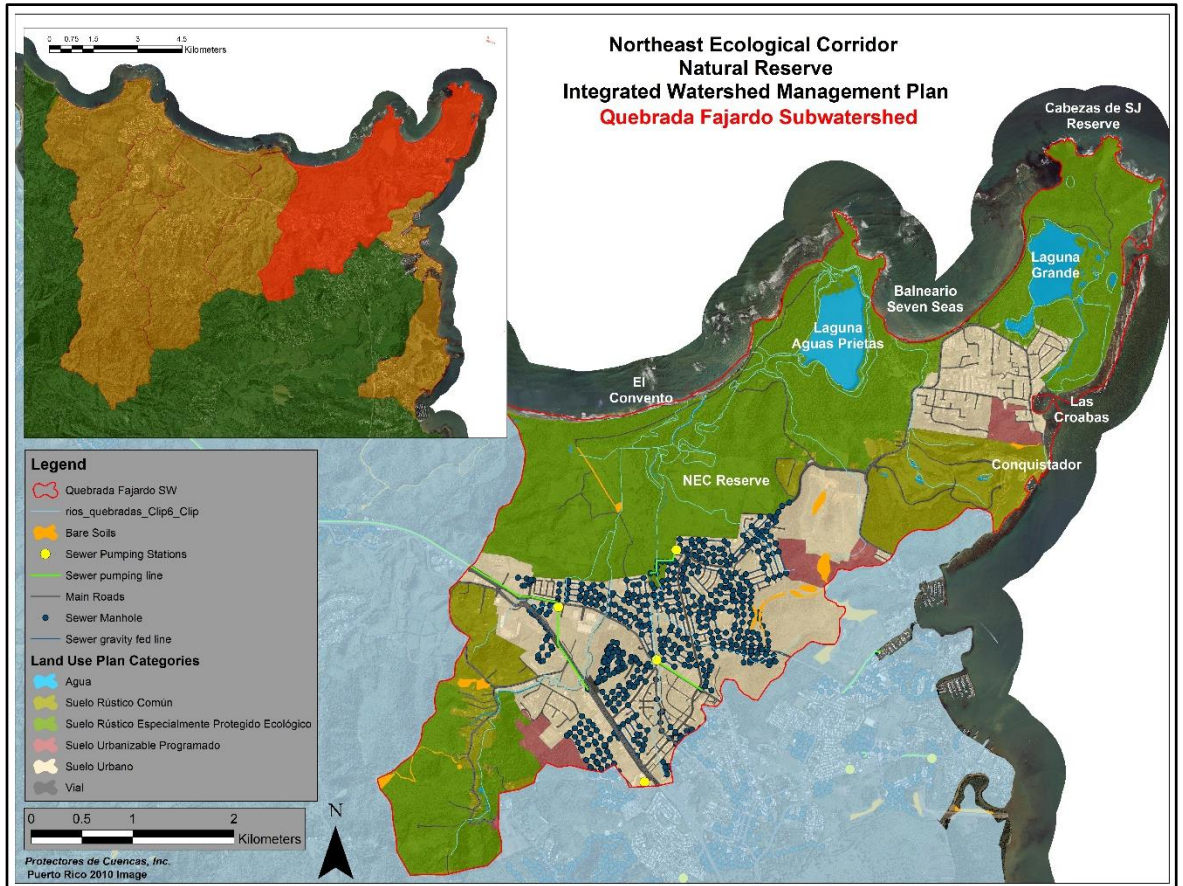 0 0.75 1.5 3 4.5
Kilometers
Northeast Ecological Corridor
Natural Reserve
Integrated Watershed Management Plan
Quebrada Fajardo Subwatershed
Cabezas de SJ
Reserve
Laguna
Grande
Balneario
Seven Seas
Laguna
Aguas Prietas
El
Convento
Las
Croabas
Conquistador
NEC Reserve
Legend
Quebrada Fajardo SW
rios_quebradas_Clip6_Clip
Bare Soils
Sewer Pumping Stations
Sewer pumping line
Main Roads
Sewer Manhole
Sewer gravity fed line
Land Use Plan Categories
Agua
Suelo Rústico Común
Suelo Rústico Especialmente Protegido Ecológico
Suelo Urbanizable Programado
Suelo Urbano
Vial
0 0.5 1 2
Kilometers
N
Protectores de Cuencas, Inc.
Puerto Rico 2010 Image